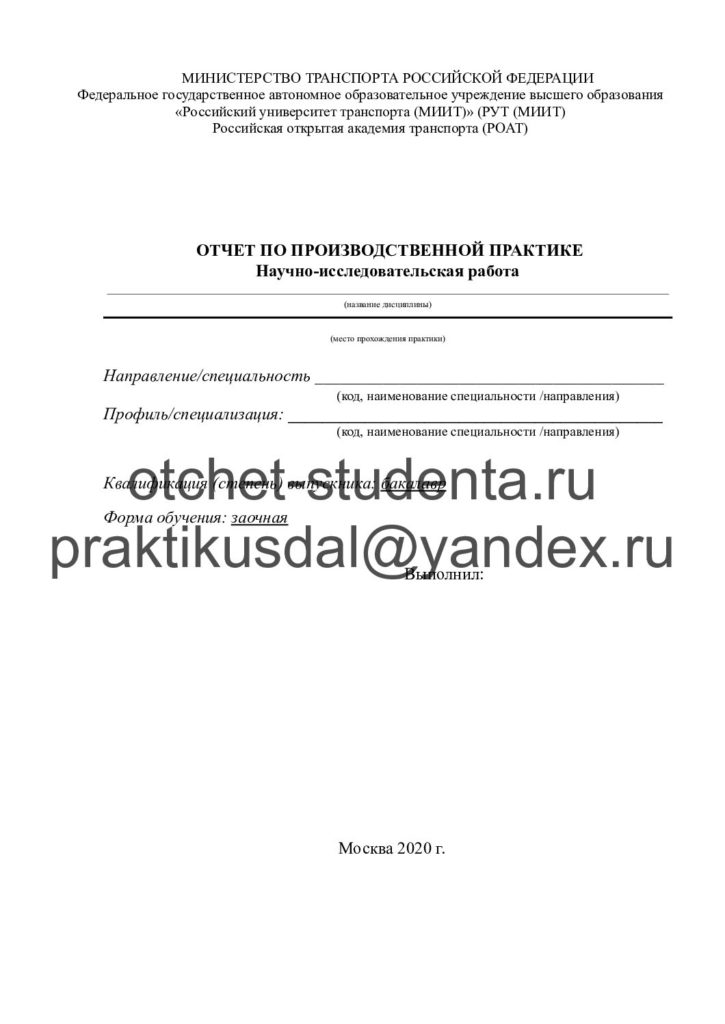 МИНИСТЕРСТВО ТРАНСПОРТА РОССИЙСКОЙ ФЕДЕРАЦИИ
Федеральное государственное автономное образовательное учреждение высшего образования
«Российский университет транспорта (МИИТ)» (РУТ (МИИТ)
Российская открытая академия транспорта (РОАТ)
ОТЧЕТ ПО ПРОИЗВОДСТВЕННОЙ ПРАКТИКЕ
Научно-исследовательская работа
(название дисциплины)
(место прохождения практики)
Направление/специальность
(код, наименование специальности /направления)
Профиль/специализация:
(код, наименование специальности /направления)
Квалификация (степень) выпускника: бакалавр
otchet-studenta.ru
Форма обучения: заочная
praktikusdal@yandex.ru
Выполнил:
Москва 2020 г.